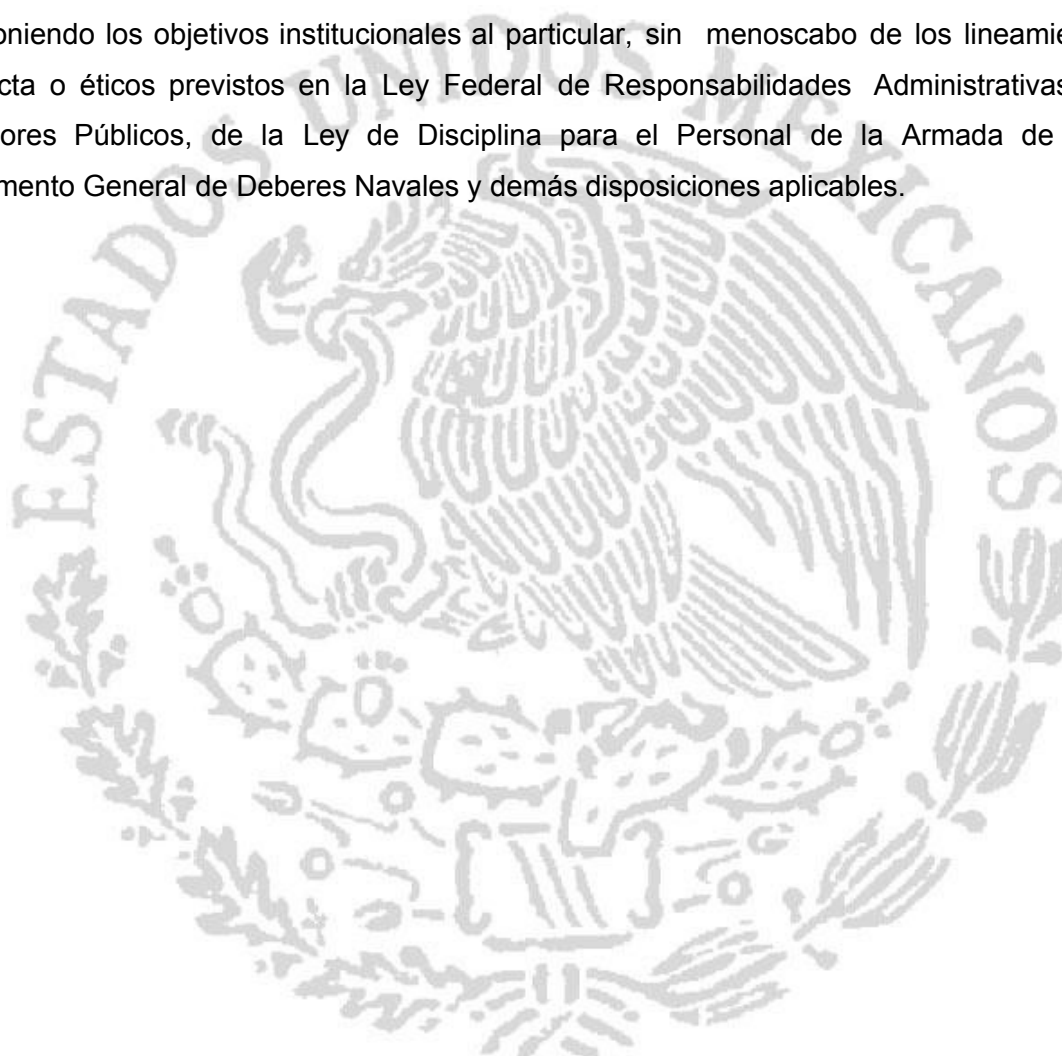 oniendo los objetivos institucionales al particular, sin menoscabo de los lineamie
cta o éticos previstos en la Ley Federal de Responsabilidades Administrativas
ores Públicos, de la Ley de Disciplina para el Personal de la Armada de
mento General de Deberes Navales y demás disposiciones aplicables.
ESTADOS UNIDOS MEXICANOS